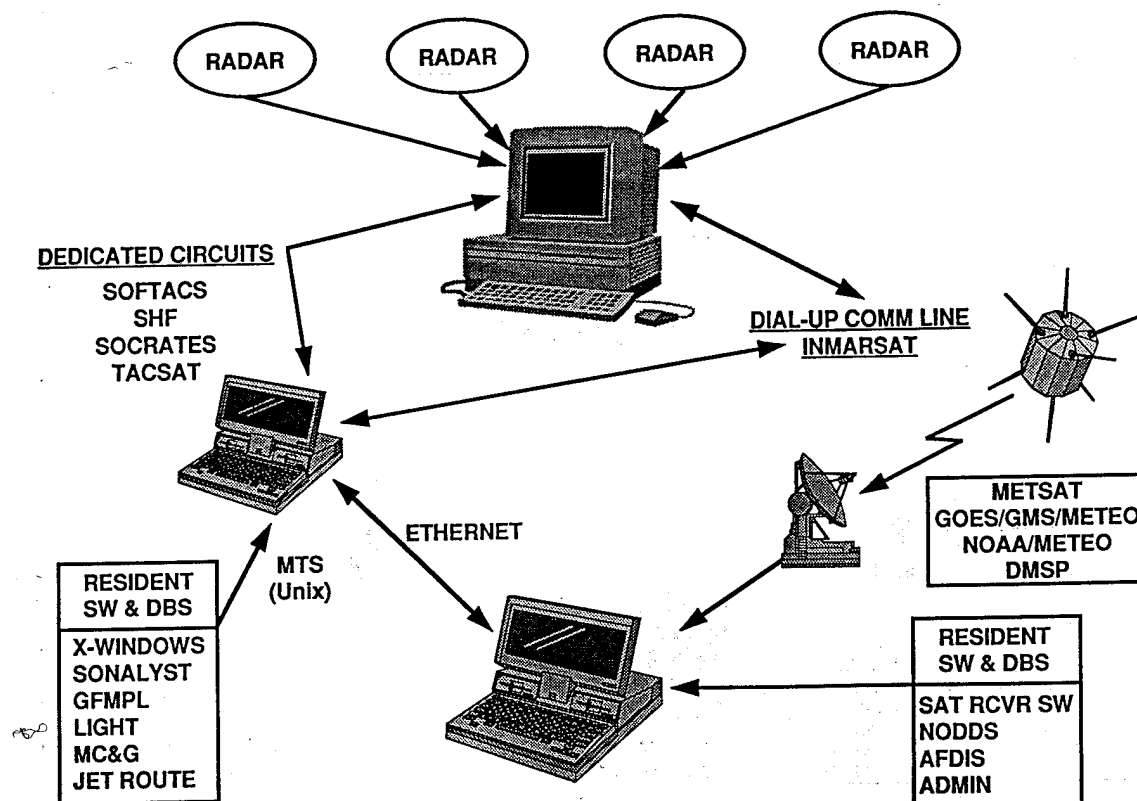 RADAR
RADAR
RADAR
RADAR
DEDICATED CIRCUITS
SOFTACS
SHF
SOCRATES
TACSAT
DIAL-UP COMM LINE
INMARSAT
METSAT
GOES/GMS/METEO
NOAA/METEO
DMSP
ETHERNET
MTS
(Unix)
RESIDENT
SW & DBS
X-WINDOWS
SONALYST
GFMPL
LIGHT
MC&G
JET ROUTE
RESIDENT
SW & DBS
SAT RCVR SW
NODDS
AFDIS
ADMIN